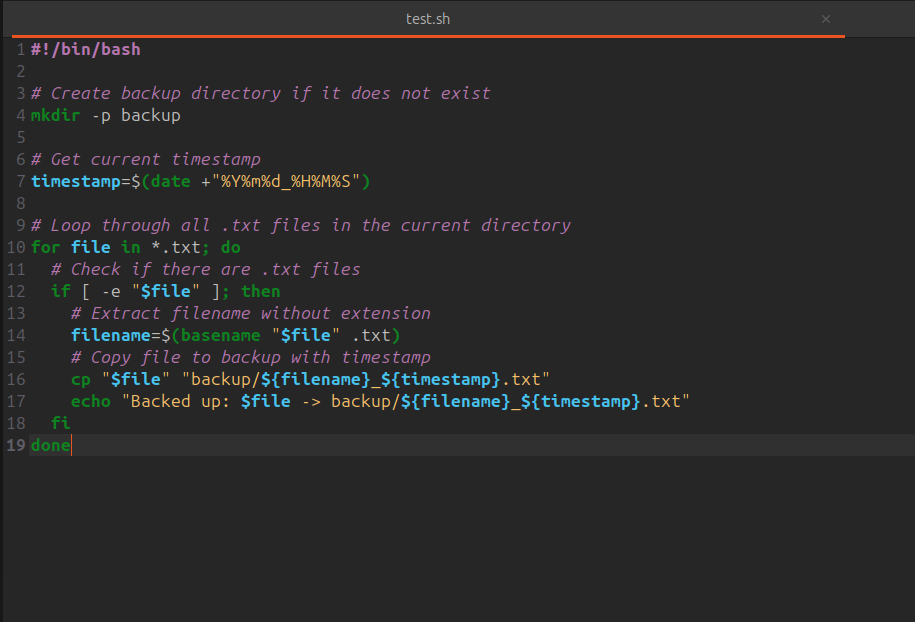 test.sh ×
1 #!/bin/bash
2
3 # Create backup directory if it does not exist
4 mkdir -p backup
5
6 # Get current timestamp
7 timestamp=$(date +"%Y%m%d_%H%M%S")
8
9 # Loop through all .txt files in the current directory
10 for file in *.txt; do
11   # Check if there are .txt files
12   if [ -e "$file" ]; then
13     # Extract filename without extension
14     filename=$(basename "$file" .txt)
15     # Copy file to backup with timestamp
16     cp "$file" "backup/${filename}_${timestamp}.txt"
17     echo "Backed up: $file -> backup/${filename}_${timestamp}.txt"
18   fi
19 done